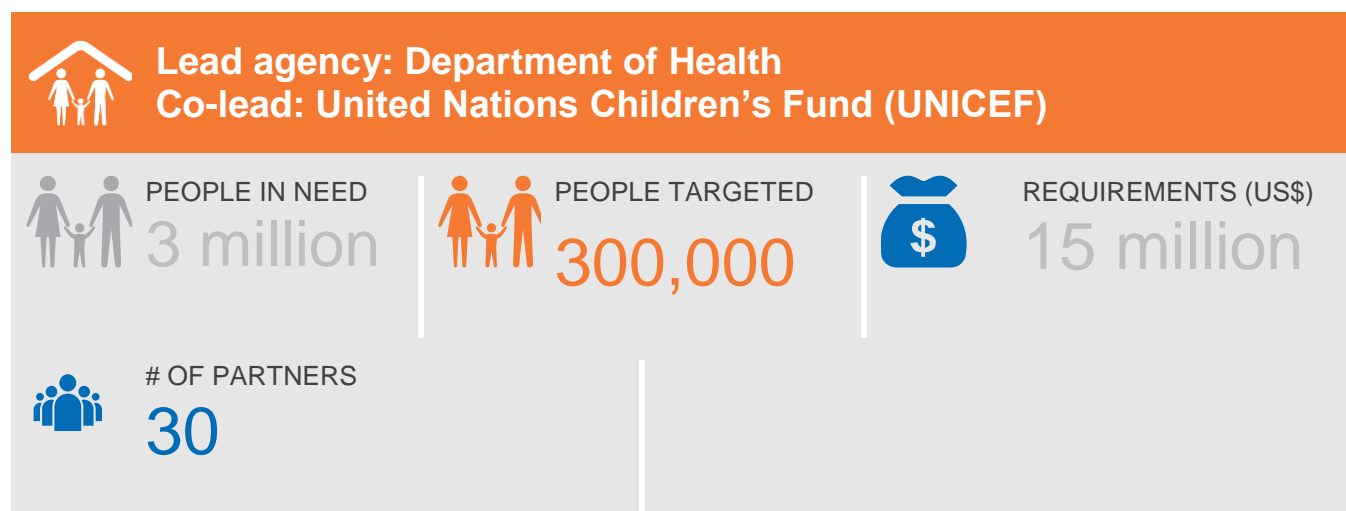 Lead agency: Department of Health
Co-lead: United Nations Children’s Fund (UNICEF)
PEOPLE IN NEED
3 million
PEOPLE TARGETED
300,000
$
REQUIREMENTS (US$)
15 million
# OF PARTNERS
30